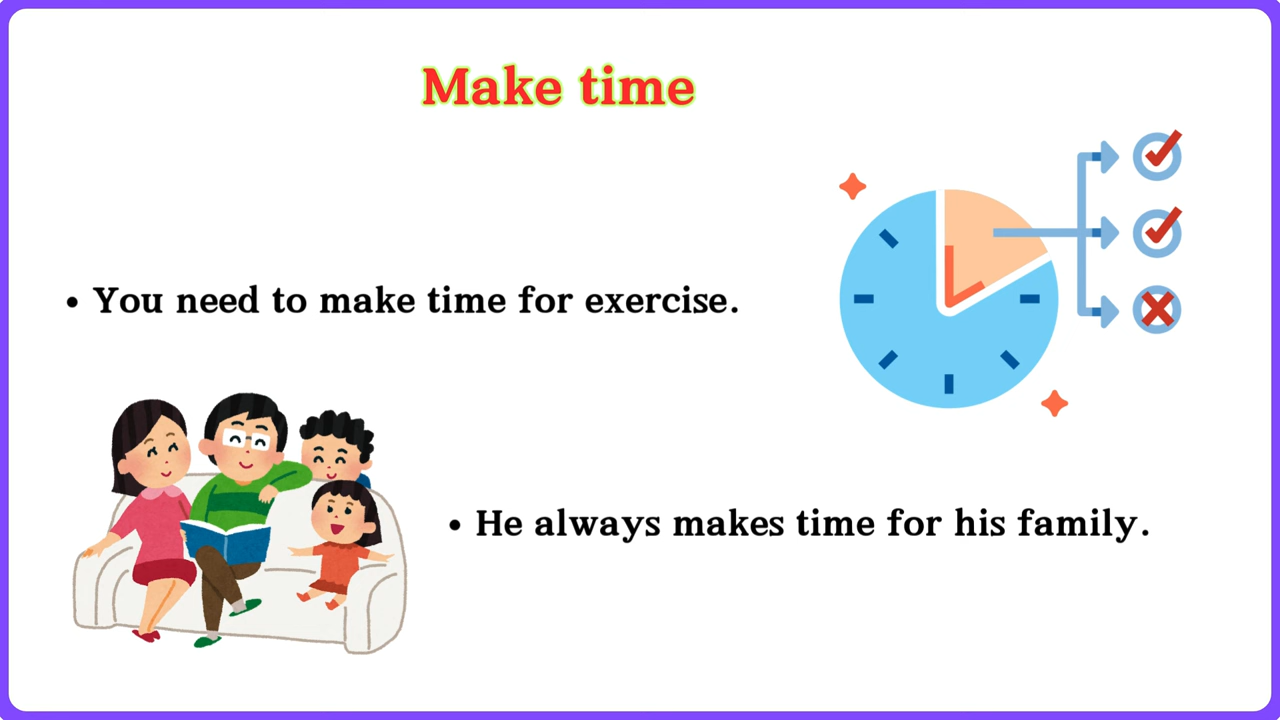 Make time
• You need to make time for exercise.
• He always makes time for his family.